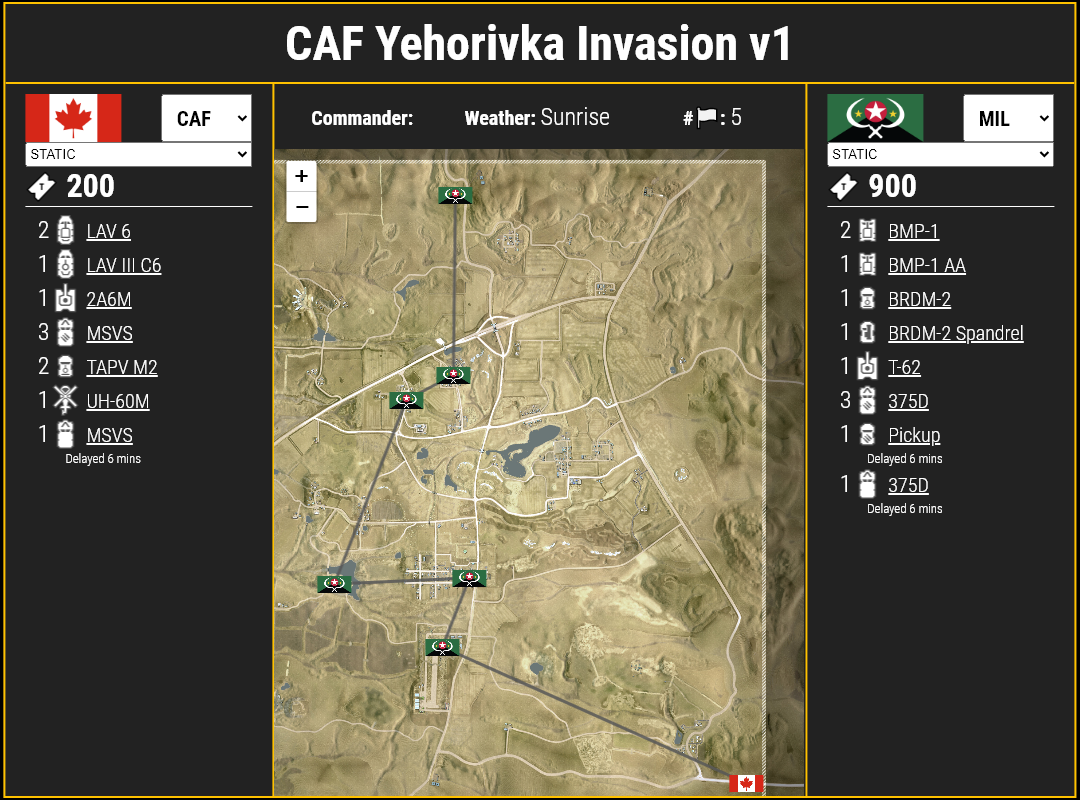 CAF Yehorivka Invasion v1
CAF
STATIC
200
2 LAV 6
1 LAV III C6
1 2A6M
3 MSVS
2 TAPV M2
1 UH-60M
1 MSVS
Delayed 6 mins
Commander: Weather: Sunrise # : 5
+
−
MIL
STATIC
T 900
2 BMP-1
1 BMP-1 AA
1 BRDM-2
1 BRDM-2 Spandrel
1 T-62
3 375D
1 Pickup
Delayed 6 mins
1 375D
Delayed 6 mins